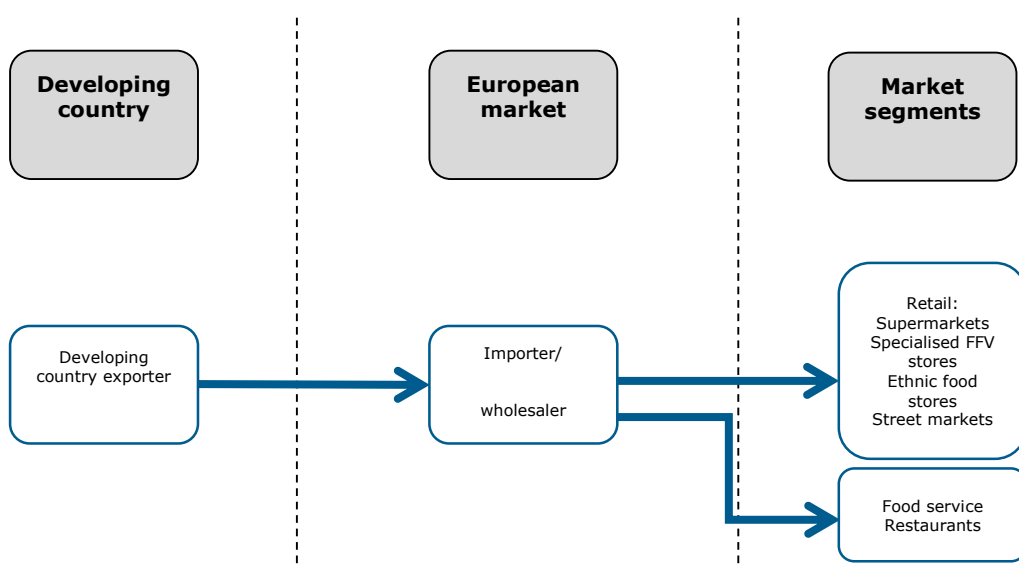 Developing
country
European
market
Market
segments
Developing
country exporter
Importer/
wholesaler
Retail:
Supermarkets
Specialised FFV
stores
Ethnic food
stores
Street markets
Food service
Restaurants